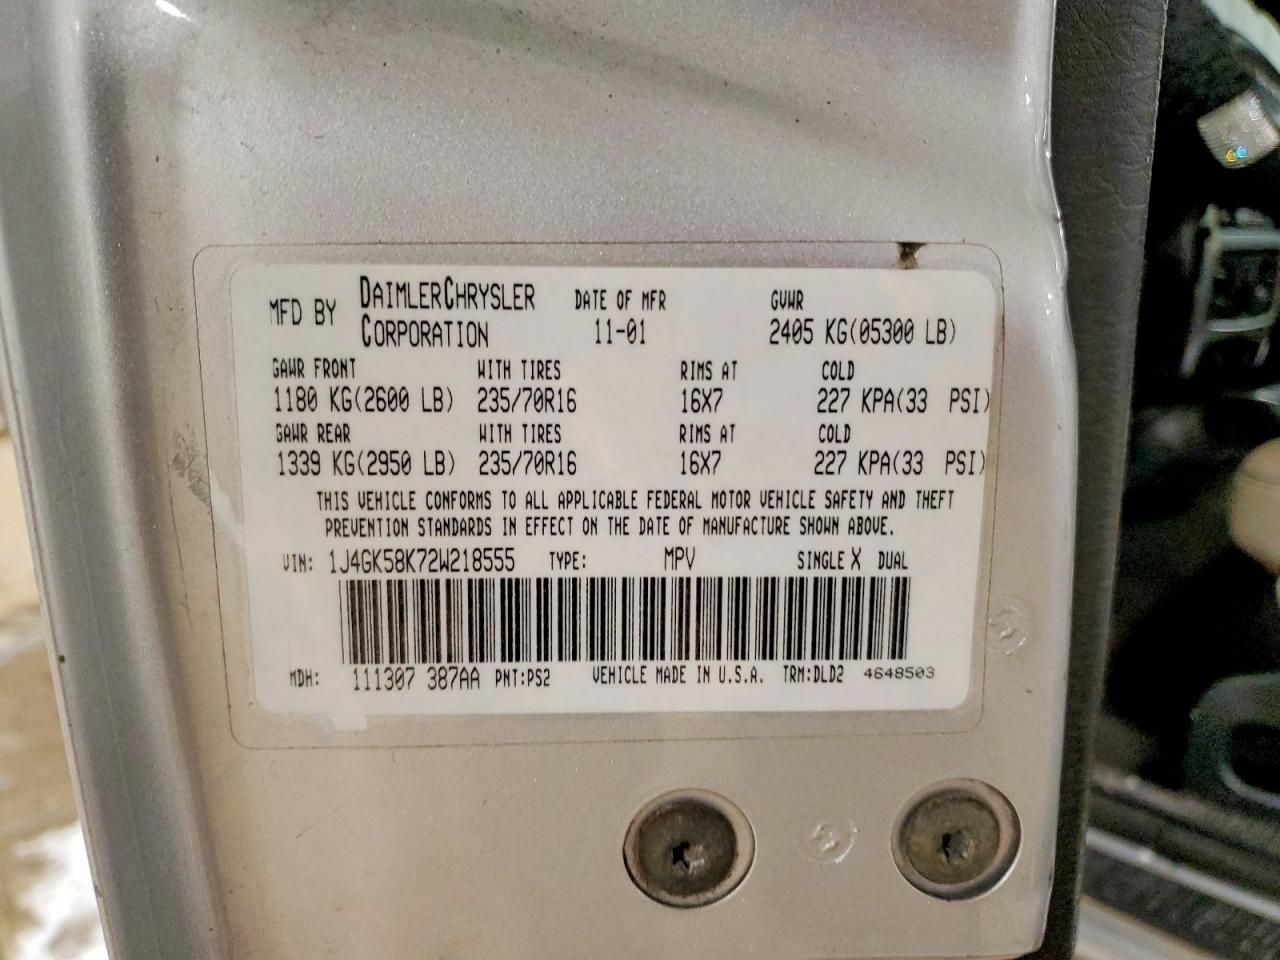 MFD BY DAIMLERCHRYSLER CORPORATION DATE OF MFR 11-01 GVWR 2405 KG(05300 LB)
GAWR FRONT WITH TIRES RIMS AT COLD
1180 KG(2600 LB) 235/70R16 16X7 227 KPA(33 PSI)
GAWR REAR WITH TIRES RIMS AT COLD
1339 KG(2950 LB) 235/70R16 16X7 227 KPA(33 PSI)
THIS VEHICLE CONFORMS TO ALL APPLICABLE FEDERAL MOTOR VEHICLE SAFETY AND THEFT
PREVENTION STANDARDS IN EFFECT ON THE DATE OF MANUFACTURE SHOWN ABOVE.
VIN: 1J4GK58K72W218555 TYPE: MPV SINGLE X DUAL
MDH: 111307 387AA PNT:PS2 VEHICLE MADE IN U.S.A. TRM:DLD2 4648503